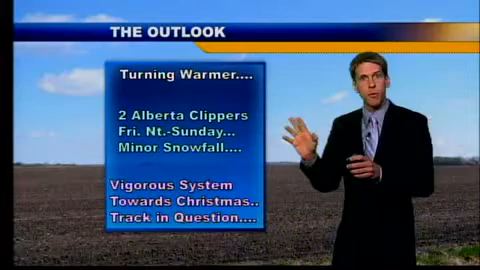 THE OUTLOOK
Turning Warmer....
2 Alberta Clippers
Fri. Nt.-Sunday...
Minor Snowfall....
Vigorous System
Towards Christmas..
Track in Question....